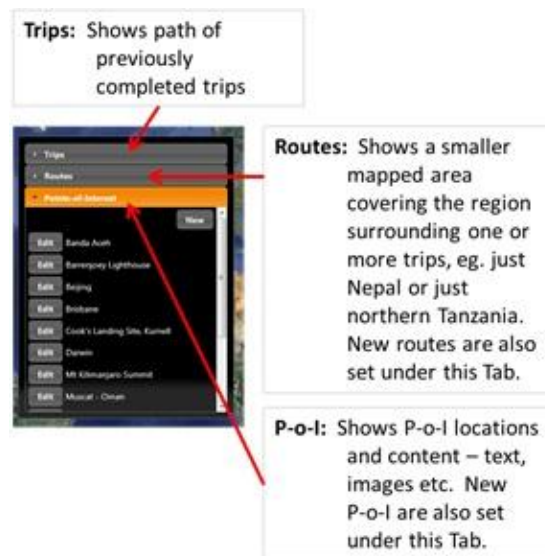 Trips: Shows path of
previously
completed trips
Trips
Routes
Points-of-Interest
New
Edit Banda Aceh
Edit Barrenjoey Lighthouse
Edit Beijing
Edit Brisbane
Edit Cook's Landing Site, Kurnell
Edit Darwin
Edit Mt Kilimanjaro Summit
Edit Muscat - Oman
Routes: Shows a smaller
mapped area
covering the region
surrounding one or
more trips, eg. just
Nepal or just
northern Tanzania.
New routes are also
set under this Tab.
P-o-I: Shows P-o-I locations
and content – text,
images etc. New
P-o-I are also set
under this Tab.